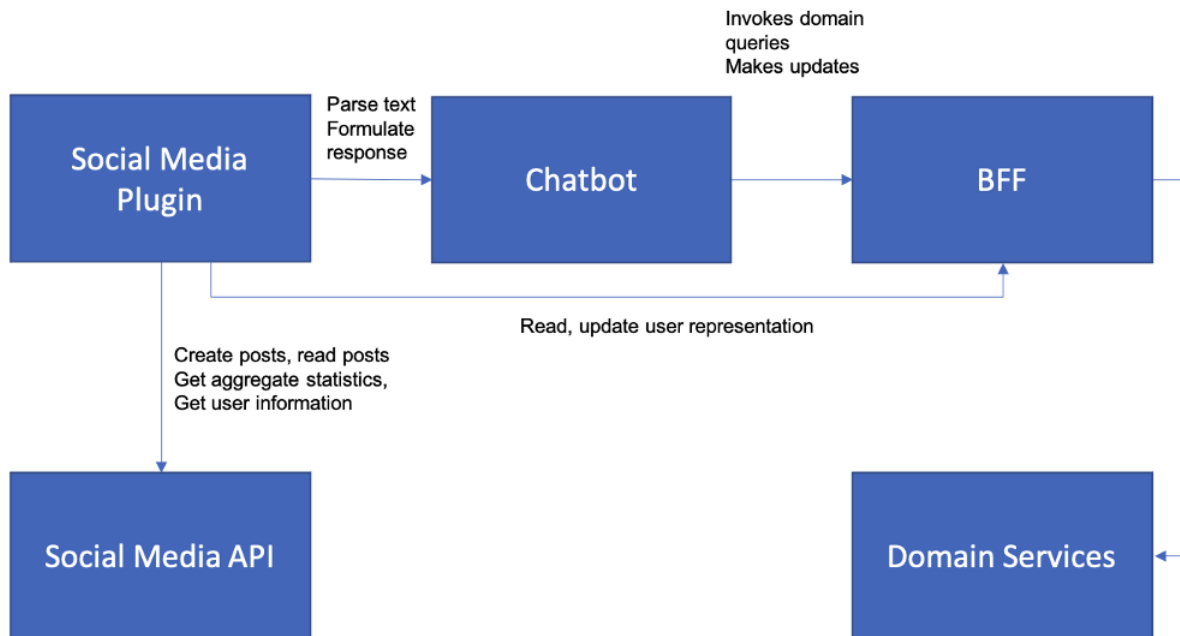 Invokes domain
queries
Makes updates
Parse text
Formulate
response
Social Media
Plugin
Chatbot
BFF
Read, update user representation
Create posts, read posts
Get aggregate statistics,
Get user information
Social Media API
Domain Services